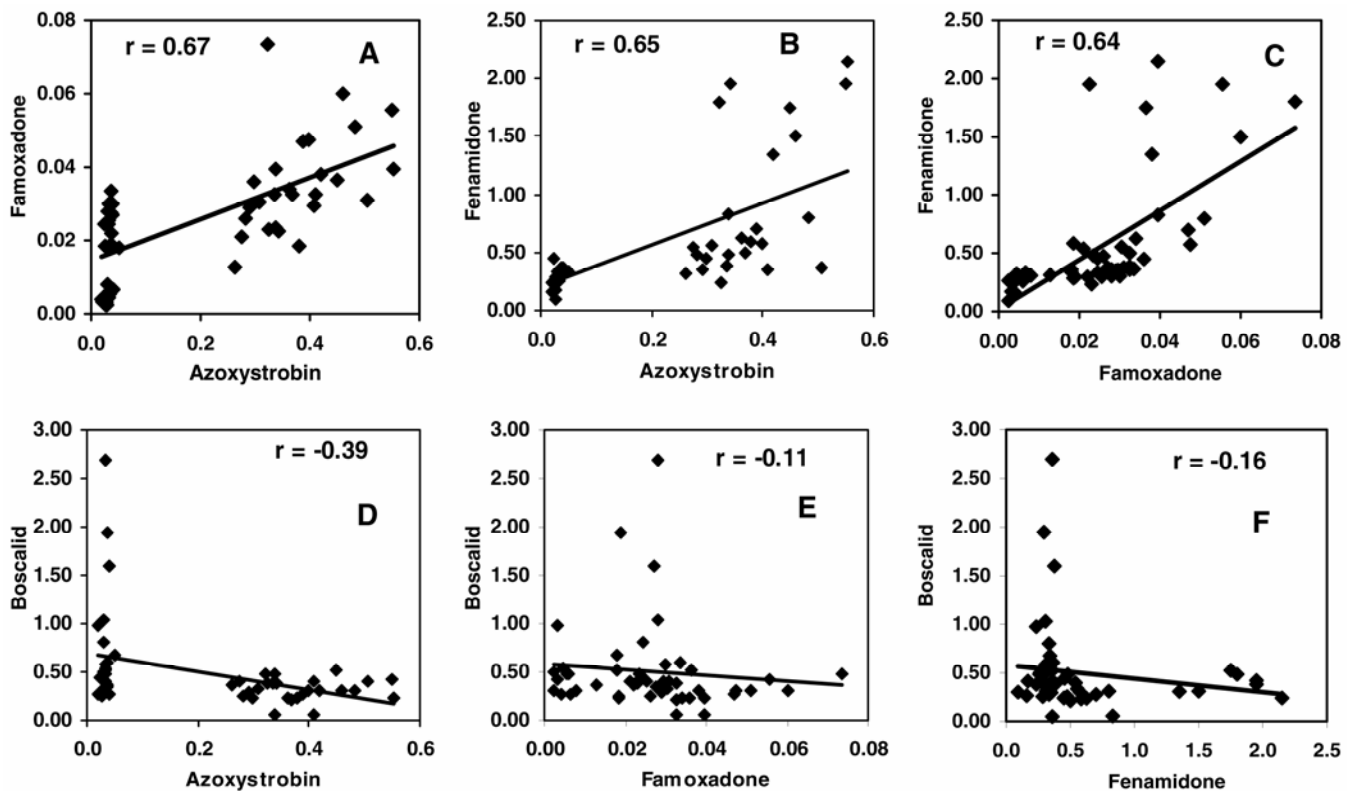 r = 0.67
A
Famoxadone
0.08
0.06
0.04
0.02
0.00
0.0 0.2 0.4 0.6
Azoxystrobin
r = 0.65
B
Fenamidone
2.50
2.00
1.50
1.00
0.50
0.00
0.0 0.2 0.4 0.6
Azoxystrobin
r = 0.64
C
Fenamidone
2.50
2.00
1.50
1.00
0.50
0.00
0.00 0.02 0.04 0.06 0.08
Famoxadone
r = -0.39
D
Boscalid
3.00
2.50
2.00
1.50
1.00
0.50
0.00
0.0 0.2 0.4 0.6
Azoxystrobin
r = -0.11
E
Boscalid
3.00
2.50
2.00
1.50
1.00
0.50
0.00
0.00 0.02 0.04 0.06 0.08
Famoxadone
r = -0.16
F
Boscalid
3.00
2.50
2.00
1.50
1.00
0.50
0.00
0.0 0.5 1.0 1.5 2.0 2.5
Fenamidone